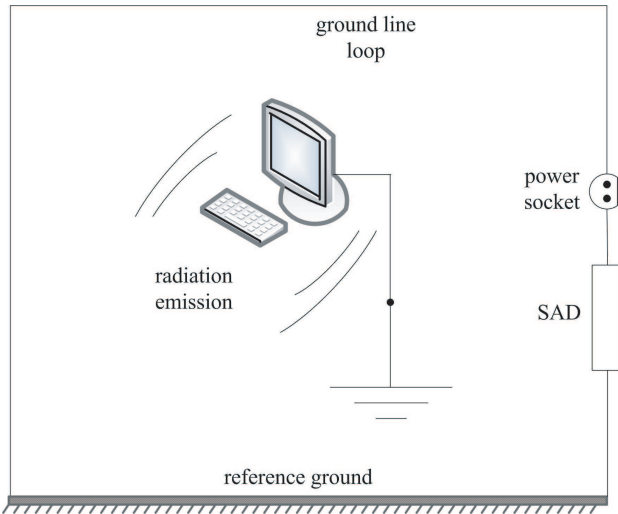 ground line
loop
power
socket
radiation
emission
SAD
reference ground